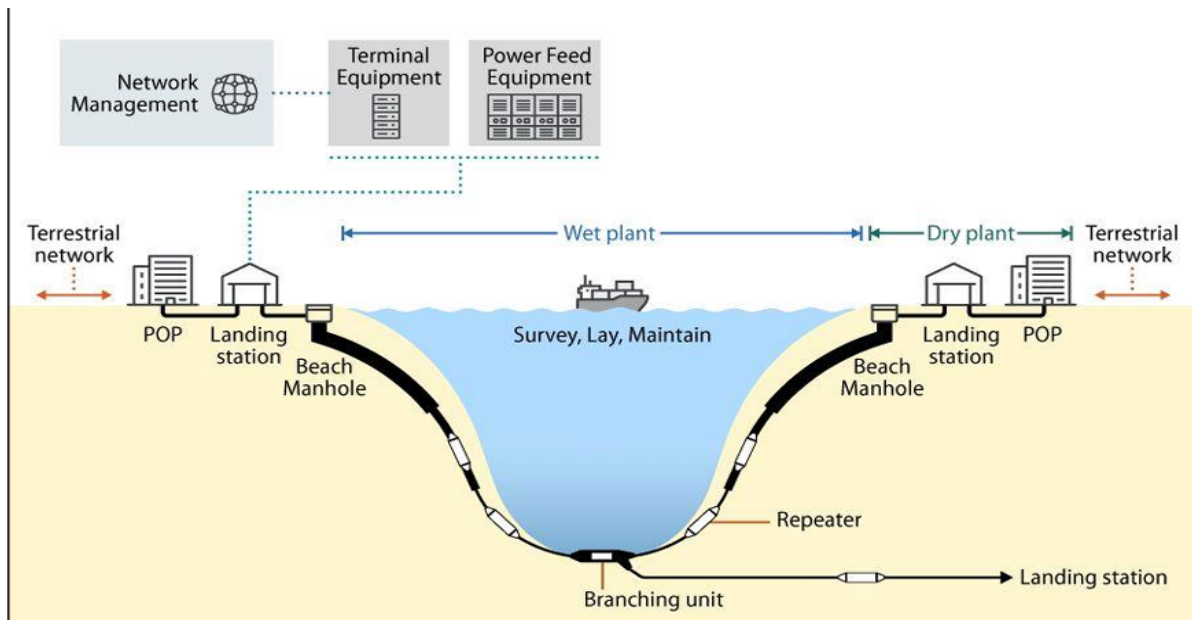 Network
Management
Terminal
Equipment
Power Feed
Equipment
Terrestrial
network
Wet plant
Dry plant
Terrestrial
network
POP
Landing
station
Beach
Manhole
Survey, Lay, Maintain
Beach
Manhole
Landing
station
POP
Repeater
Branching unit
Landing station